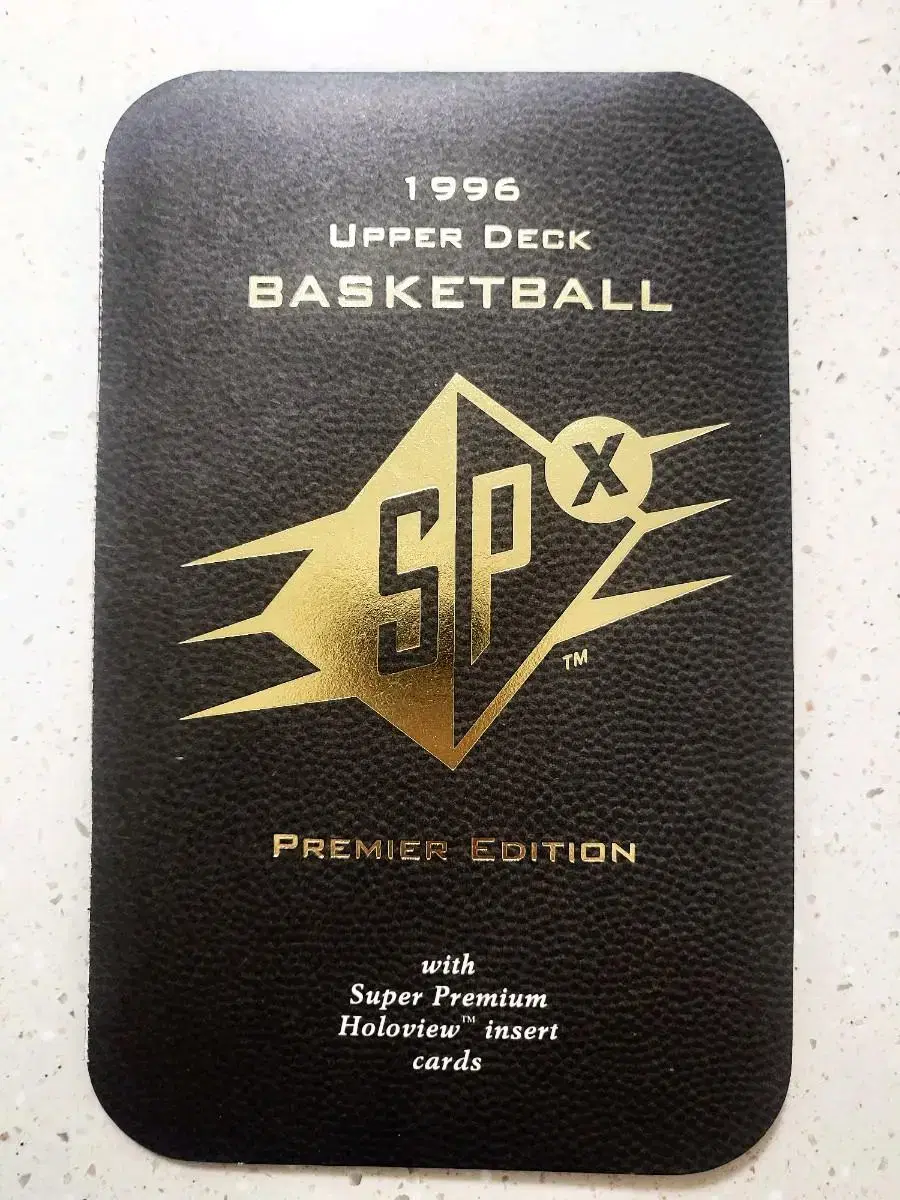 1996
UPPER DECK
BASKETBALL
SPX
TM
PREMIER EDITION
with
Super Premium
Holoview™ insert
cards